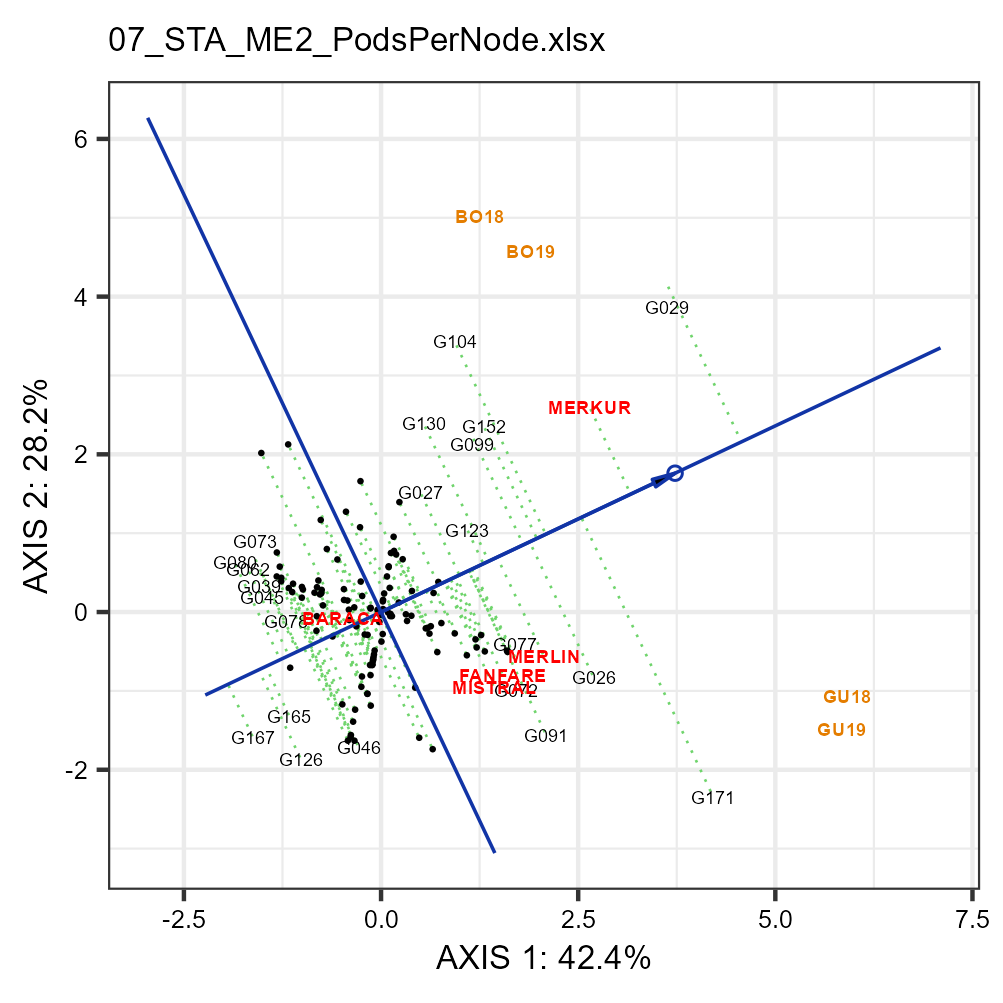 07_STA_ME2_PodsPerNode.xlsx
6
4
2
0
-2
AXIS 2: 28.2%
BO18
BO19
G029
G104
MERKUR
G130
G152
G099
G027
G123
G073
G080
G062
G039
G045
G078
BARACA
G077
MERLIN
FANFARE
G026
MISTRAL
G072
GU18
G165
GU19
G167
G091
G046
G126
G171
-2.5
0.0
2.5
5.0
7.5
AXIS 1: 42.4%